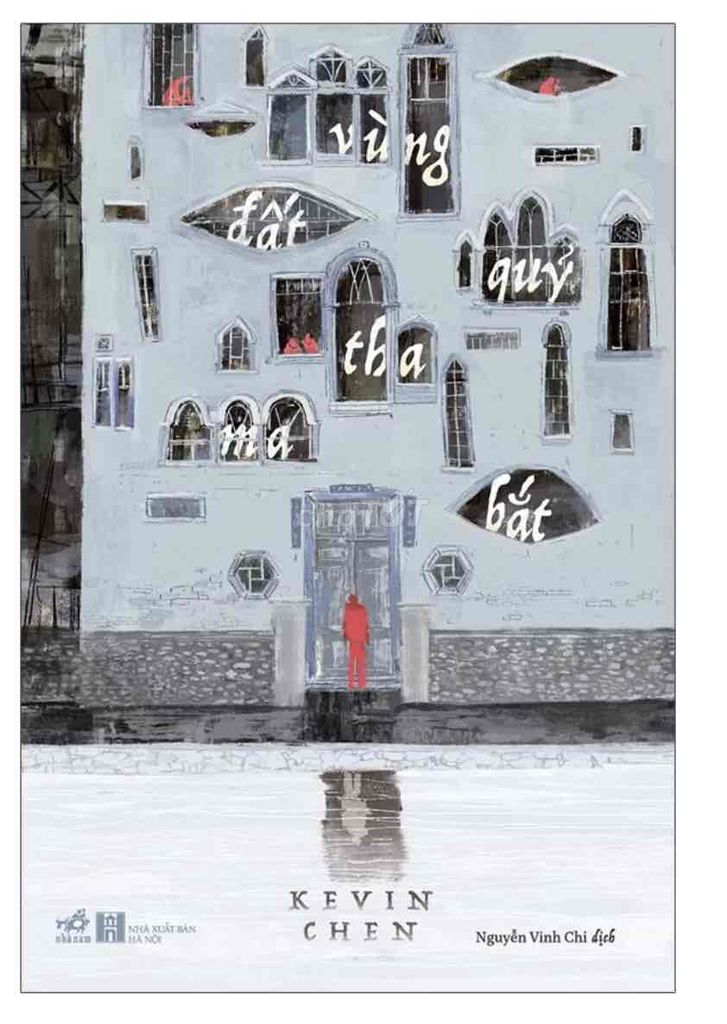 vùng
đất
quỷ
tha
ma
bắt
chợTỐT
KEVIN
CHEN
nhã nam
NHÀ XUẤT BẢN
HÀ NỘI
Nguyễn Vinh Chi dịch